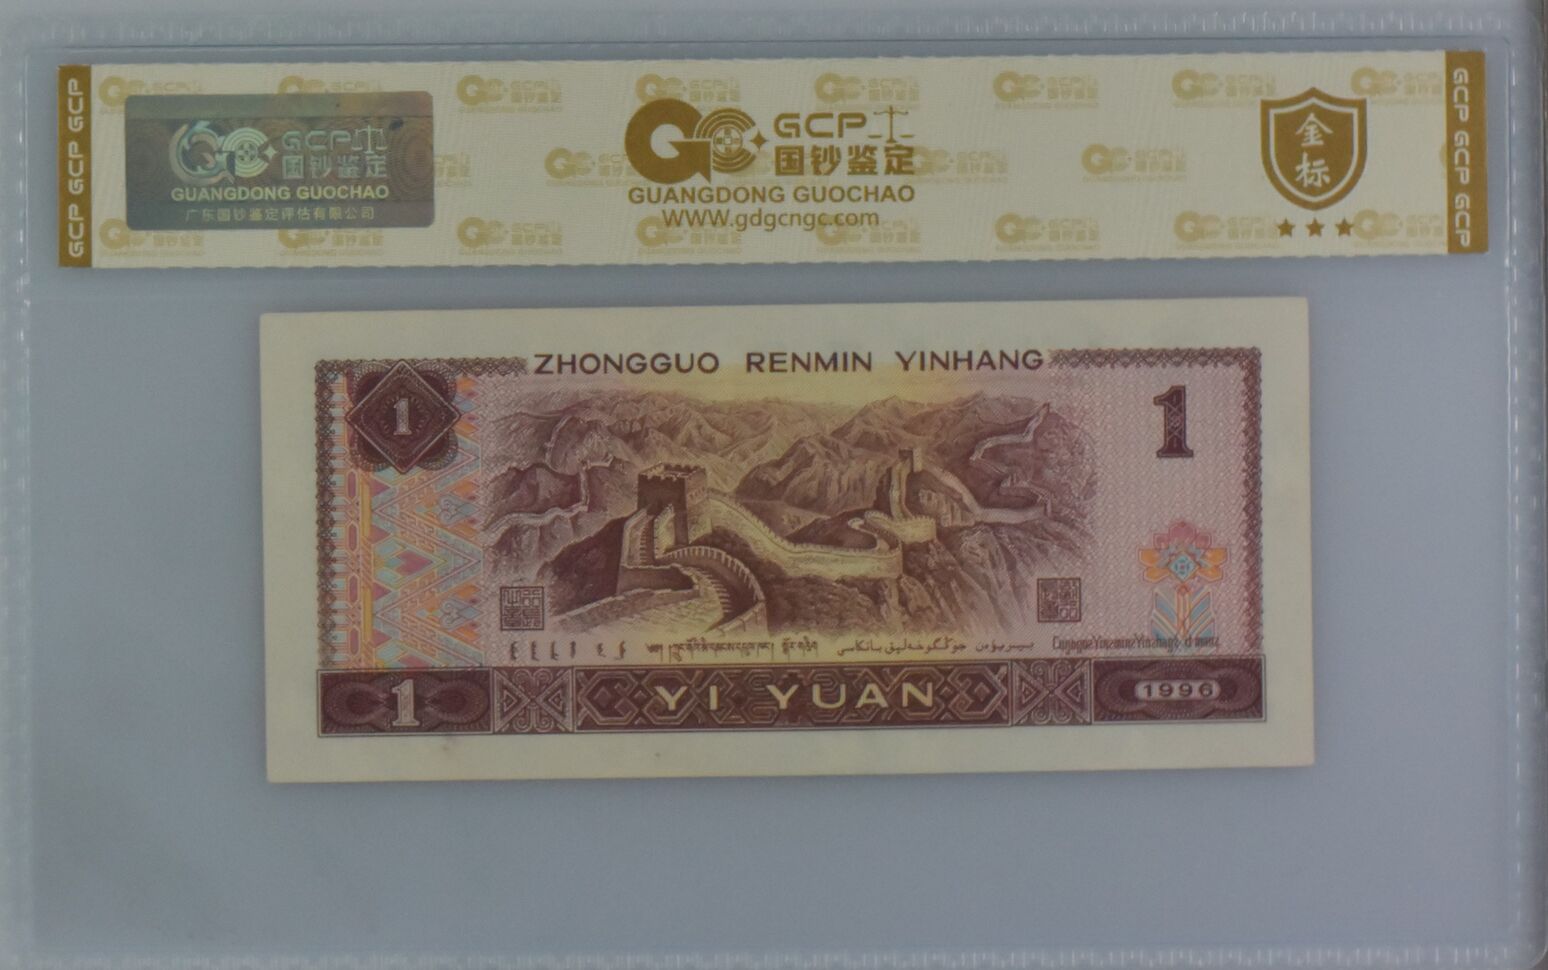 GCP GCP GCP
GCP 国钞鉴定
GUANGDONG GUOCHAO
广东国钞鉴定评估有限公司
GCP
国钞鉴定
GUANGDONG GUOCHAO
WWW.gdgcngc.com
金标
GCP GCP GCP
ZHONGGUO RENMIN YINHANG
1
1
1
YI YUAN
1996